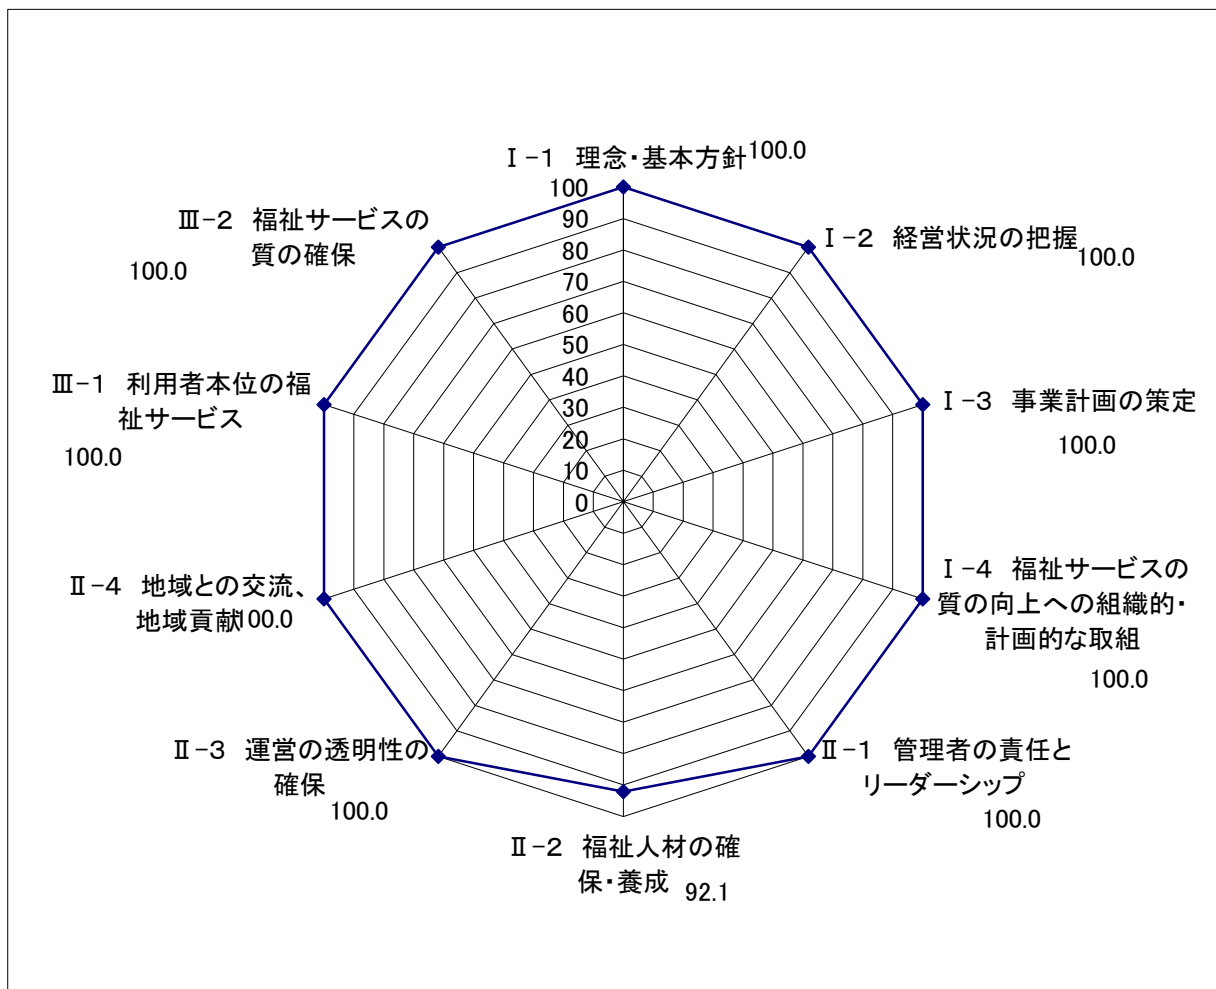 Ⅰ-1 理念・基本方針 100.0
Ⅰ-2 経営状況の把握
100.0
Ⅰ-3 事業計画の策定
100.0
Ⅰ-4 福祉サービスの
質の向上への組織的・
計画的な取組
100.0
Ⅱ-1 管理者の責任と
リーダーシップ
100.0
Ⅱ-2 福祉人材の確
保・養成 92.1
Ⅱ-3 運営の透明性の
確保
100.0
Ⅱ-4 地域との交流、
地域貢献 100.0
Ⅲ-1 利用者本位の福
祉サービス
100.0
Ⅲ-2 福祉サービスの
質の確保
100.0
100
90
80
70
60
50
40
30
20
10
0